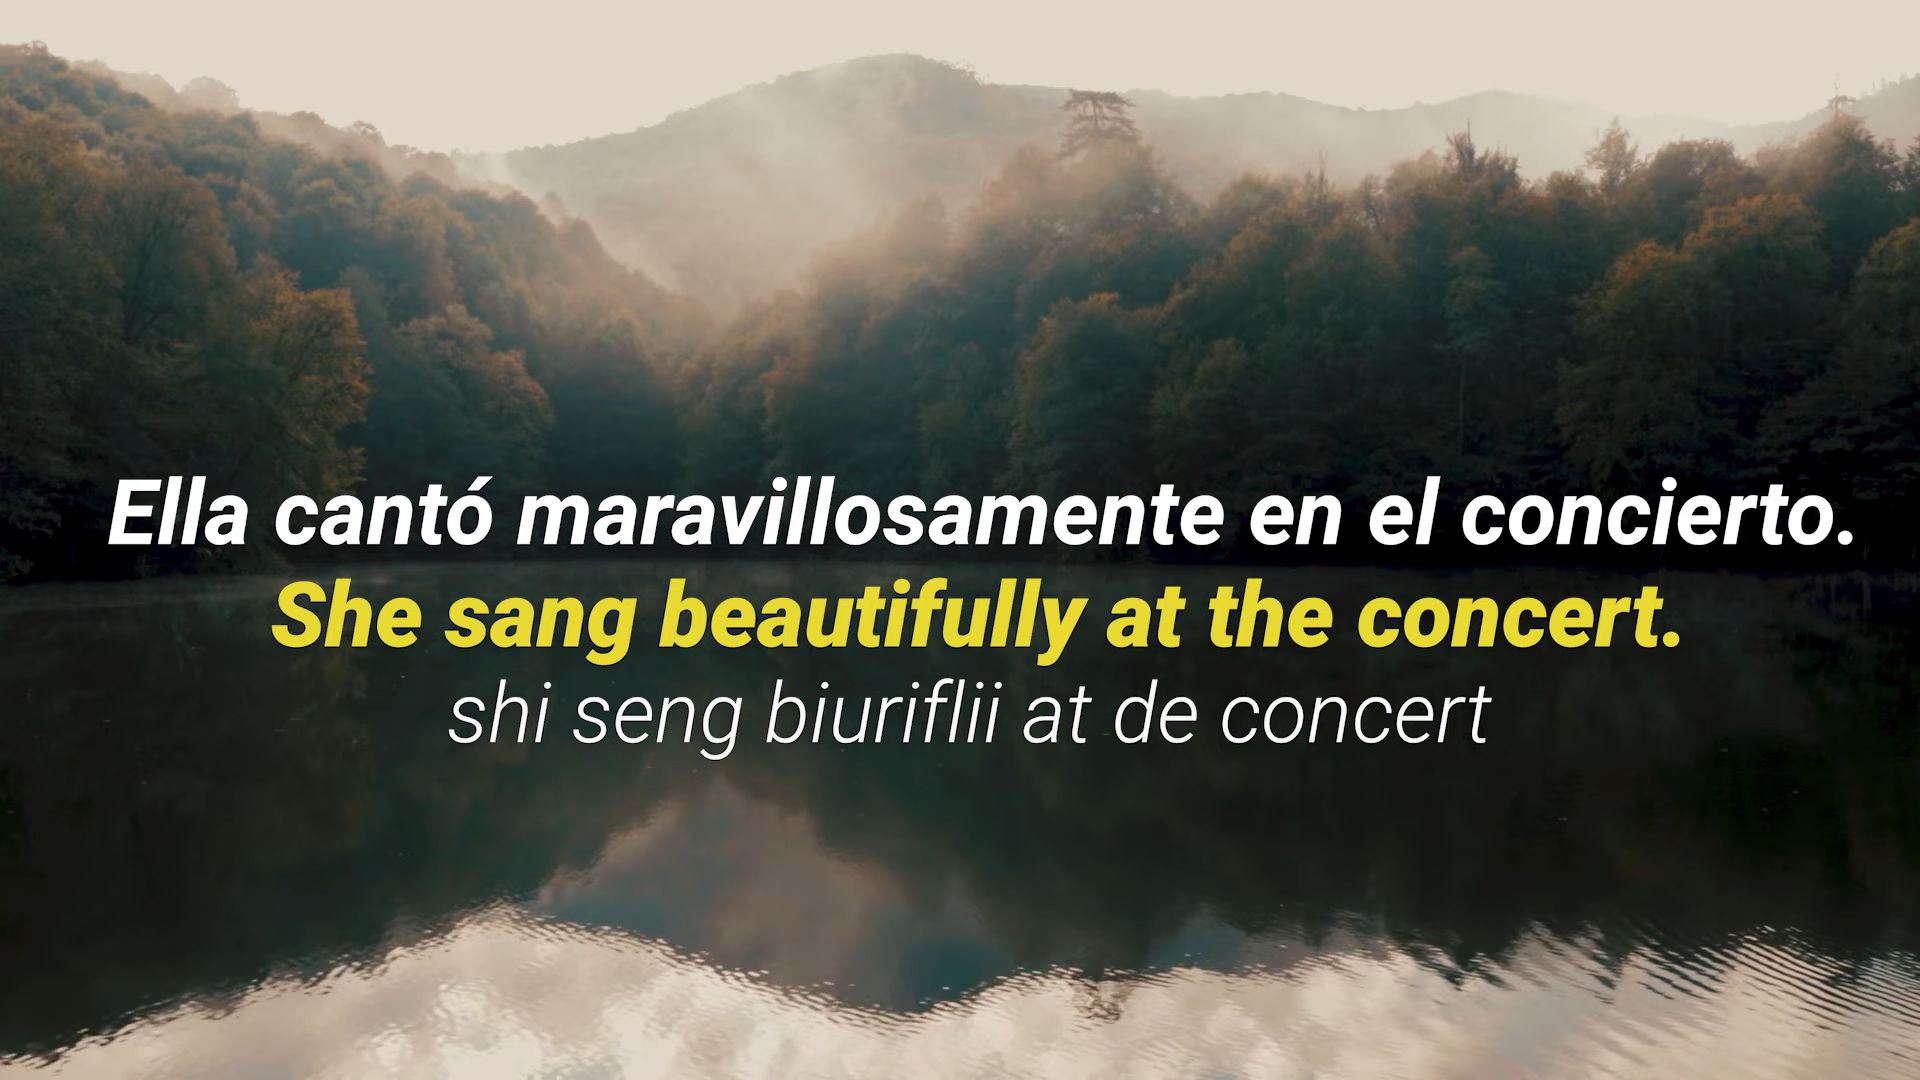 Ella cantó maravillosamente en el concierto.
She sang beautifully at the concert.
shi seng biuriflii at de concert